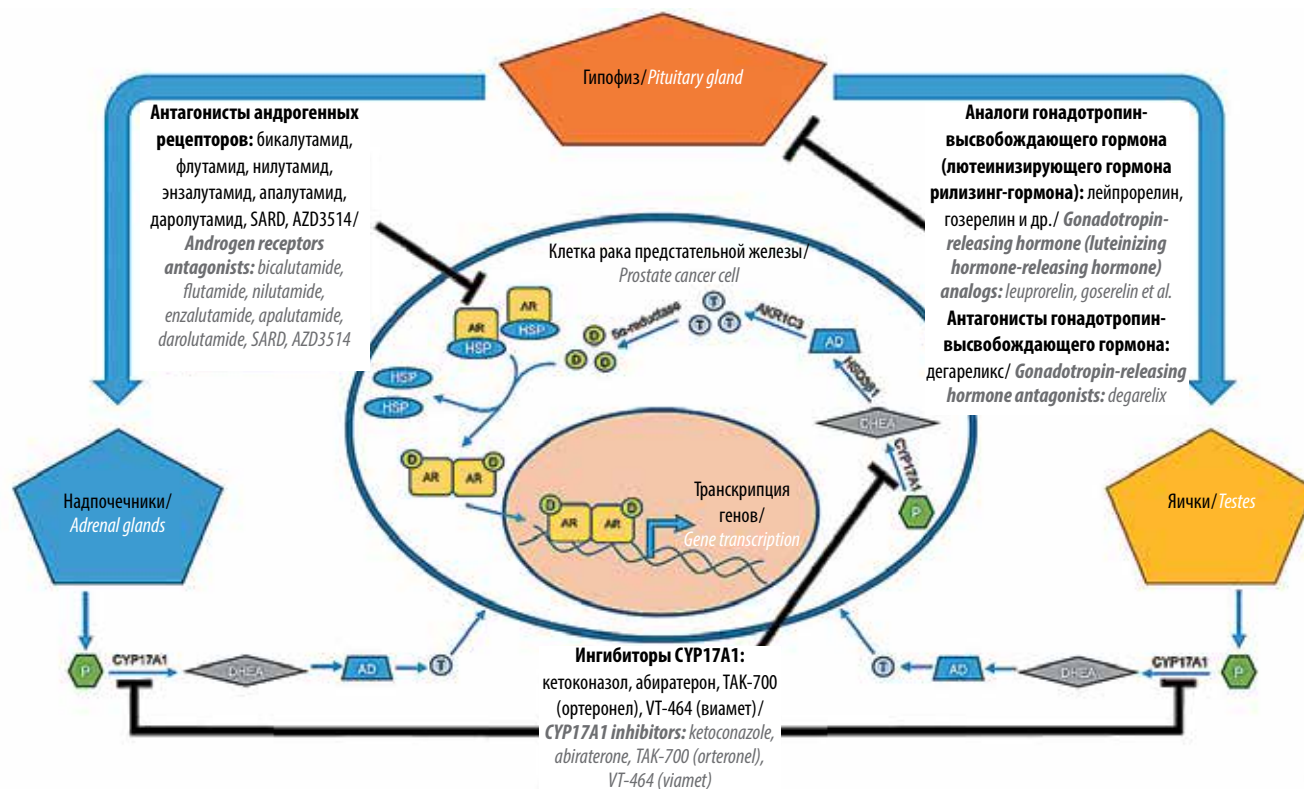 Гипофиз/Pituitary gland
Антагонисты андрогенных
рецепторов: бикалутамид,
флутамид, нилутамид,
энзалутамид, апалутамид,
даролутамид, SARD, AZD3514/
Androgen receptors
antagonists: bicalutamide,
flutamide, nilutamide,
enzalutamide, apalutamide,
darolutamide, SARD, AZD3514
Аналоги гонадотропин-
высвобождающего гормона
(лютеинизирующего гормона
рилизинг-гормона): лейпрорелин,
гозерелин и др./ Gonadotropin-
releasing hormone (luteinizing
hormone-releasing hormone)
analogs: leuprorelin, goserelin et al.
Антагонисты гонадотропин-
высвобождающего гормона:
дегареликс/ Gonadotropin-releasing
hormone antagonists: degarelix
Клетка рака предстательной железы/
Prostate cancer cell
AR
HSP
AR
HSP
HSP
HSP
D
D
D
5α-reductase
T
T
T
AKR1C3
AD
HSD3β1
DHEA
CYP17A1
P
D
D
AR
AR
D
D
AR
AR
Транскрипция
генов/
Gene transcription
Надпочечники/
Adrenal glands
Яички/Testes
P
CYP17A1
DHEA
AD
T
T
AD
DHEA
CYP17A1
P
Ингибиторы CYP17A1:
кетоконазол, абиратерон, TAK-700
(ортеронел), VT-464 (виамет)/
CYP17A1 inhibitors: ketoconazole,
abiraterone, TAK-700 (orteronel),
VT-464 (viamet)